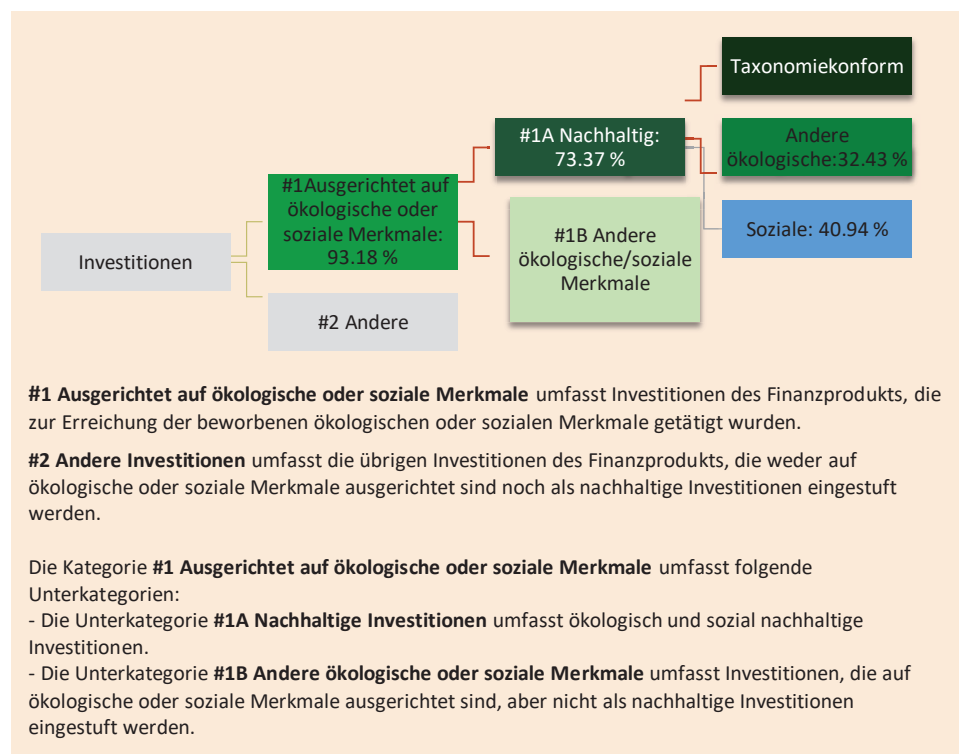 Taxonomiekonform
#1A Nachhaltig:
73.37 %
Andere
ökologische:32.43 %
#1Ausgerichtet auf
ökologische oder
soziale Merkmale:
93.18 %
#1B Andere
ökologische/soziale
Merkmale
Soziale: 40.94 %
Investitionen
#2 Andere
#1 Ausgerichtet auf ökologische oder soziale Merkmale umfasst Investitionen des Finanzprodukts, die
zur Erreichung der beworbenen ökologischen oder sozialen Merkmale getätigt wurden.
#2 Andere Investitionen umfasst die übrigen Investitionen des Finanzprodukts, die weder auf
ökologische oder soziale Merkmale ausgerichtet sind noch als nachhaltige Investitionen eingestuft
werden.
Die Kategorie #1 Ausgerichtet auf ökologische oder soziale Merkmale umfasst folgende
Unterkategorien:
- Die Unterkategorie #1A Nachhaltige Investitionen umfasst ökologisch und sozial nachhaltige
Investitionen.
- Die Unterkategorie #1B Andere ökologische oder soziale Merkmale umfasst Investitionen, die auf
ökologische oder soziale Merkmale ausgerichtet sind, aber nicht als nachhaltige Investitionen
eingestuft werden.